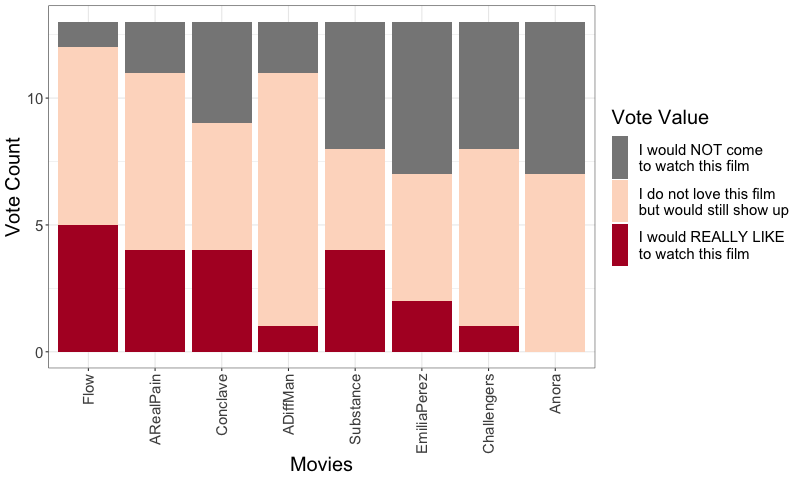 Vote Count
10
5
0
Flow
ARealPain
Conclave
ADiffMan
Substance
EmiliaPerez
Challengers
Anora
Movies
Vote Value
I would NOT come
to watch this film
I do not love this film
but would still show up
I would REALLY LIKE
to watch this film